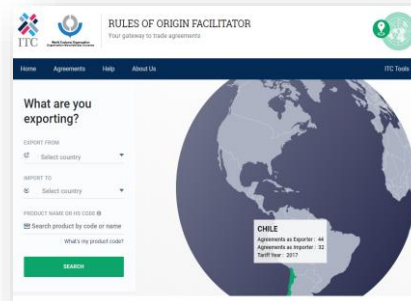 ITC
RULES OF ORIGIN FACILITATOR
Your gateway to trade agreements
Home Agreements Help About Us ITC Tools
What are you
exporting?
EXPORT FROM
Select country
IMPORT TO
Select country
PRODUCT NAME OR HS CODE
Search product by code or name
What's my product code?
SEARCH
CHILE
Agreements as Exporter : 44
Agreements as Importer : 32
Tariff Year : 2017